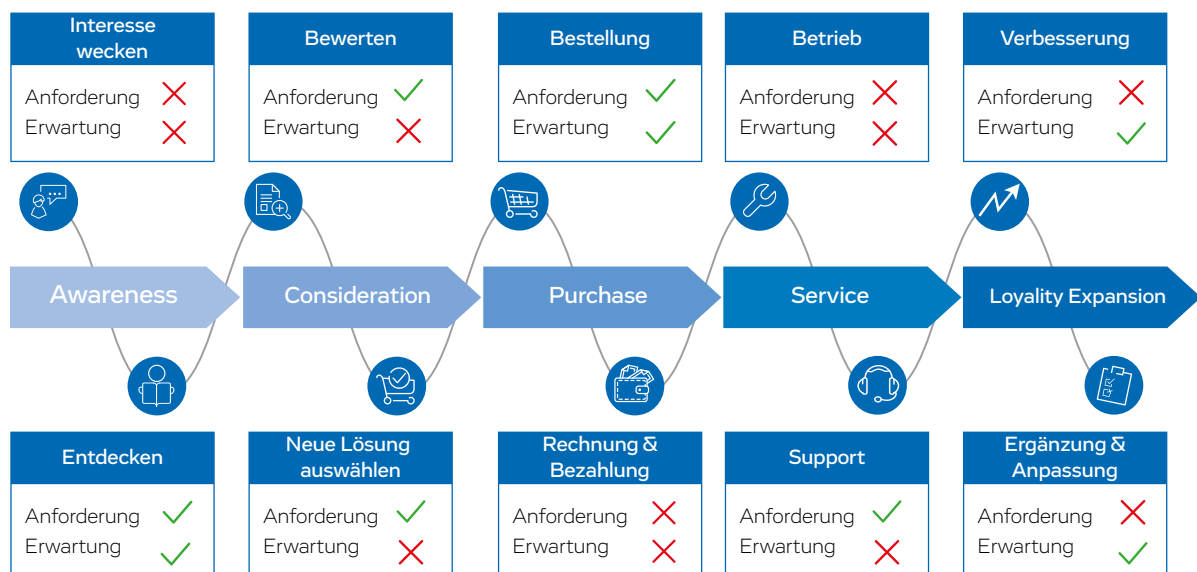 Interesse
wecken
Anforderung
Erwartung
Bewerten
Anforderung
Erwartung
Bestellung
Anforderung
Erwartung
Betrieb
Anforderung
Erwartung
Verbesserung
Anforderung
Erwartung
Awareness
Consideration
Purchase
Service
Loyality Expansion
Entdecken
Anforderung
Erwartung
Neue Lösung
auswählen
Anforderung
Erwartung
Rechnung &
Bezahlung
Anforderung
Erwartung
Support
Anforderung
Erwartung
Ergänzung &
Anpassung
Anforderung
Erwartung